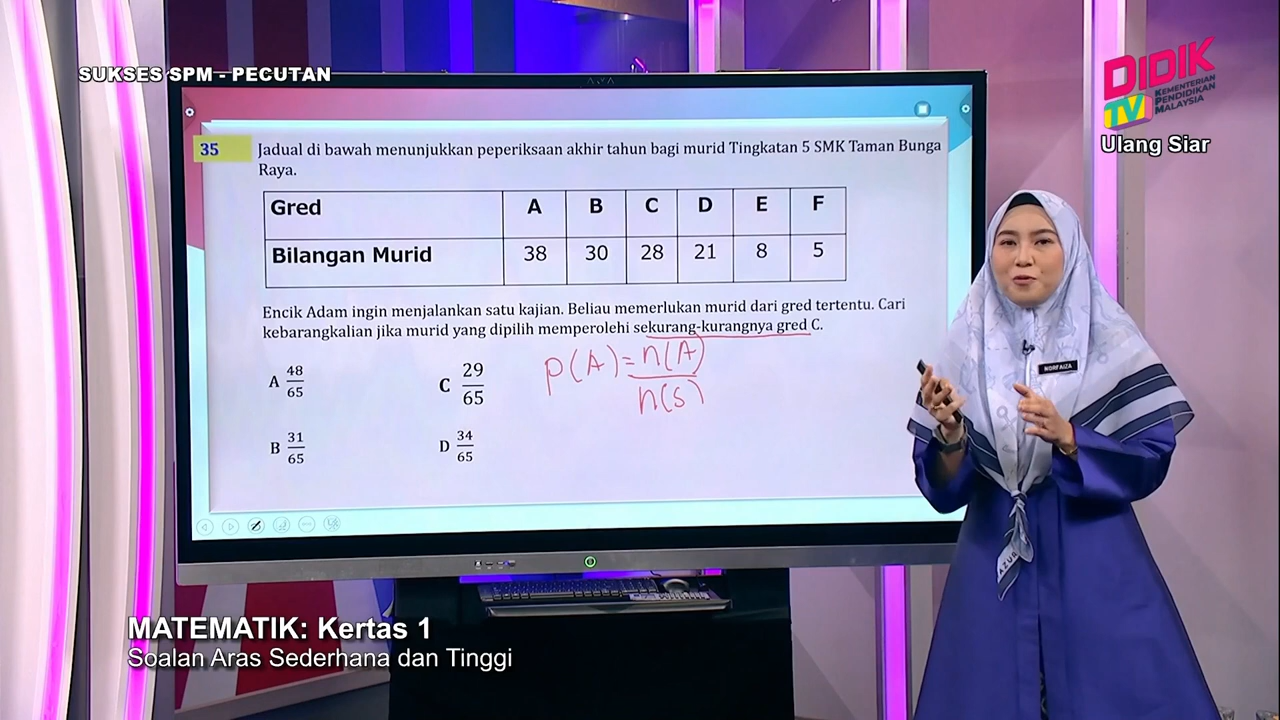 SUKSES SPM - PECUTAN
DIDIK
TV
KEMENTERIAN
PENDIDIKAN
MALAYSIA
Ulang Siar
35
Jadual di bawah menunjukkan peperiksaan akhir tahun bagi murid Tingkatan 5 SMK Taman Bunga
Raya.
Gred A B C D E F
Bilangan Murid 38 30 28 21 8 5
Encik Adam ingin menjalankan satu kajian. Beliau memerlukan murid dari gred tertentu. Cari
kebarangkalian jika murid yang dipilih memperolehi sekurang-kurangnya gred C.
P(A) = n(A)/n(S)
A 48/65
C 29/65
B 31/65
D 34/65
NORFAIZA
AZUR
MATEMATIK: Kertas 1
Soalan Aras Sederhana dan Tinggi